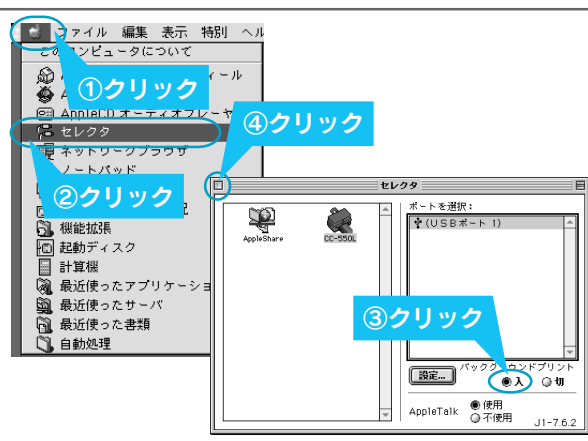 ファイル 編集 表示 特別 ヘル
このコンピュータについて
①クリック
AppleCD オーディオプレーヤ
セレクタ
ネットワークブラウザ
ノートパッド
②クリック
機能拡張
起動ディスク
計算機
最近使ったアプリケーショ
最近使ったサーバ
最近使った書類
自動処理
④クリック
セレクタ
AppleShare
CC-550L
ポートを選択：
(USBポート 1)
③クリック
設定...
バックグラウンドプリント
入 切
AppleTalk
使用
不使用
J1-7.6.2